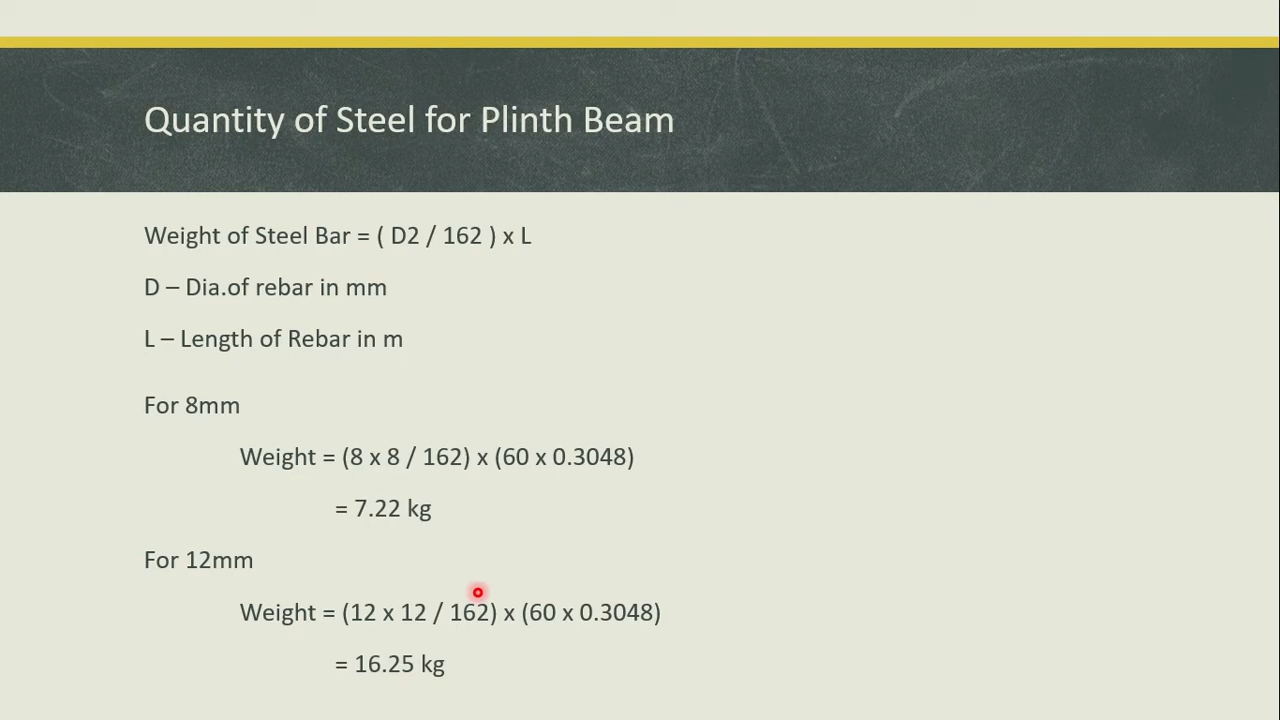 Quantity of Steel for Plinth Beam
Weight of Steel Bar = ( D2 / 162 ) x L
D – Dia.of rebar in mm
L – Length of Rebar in m
For 8mm
Weight = (8 x 8 / 162) x (60 x 0.3048)
= 7.22 kg
For 12mm
Weight = (12 x 12 / 162) x (60 x 0.3048)
= 16.25 kg